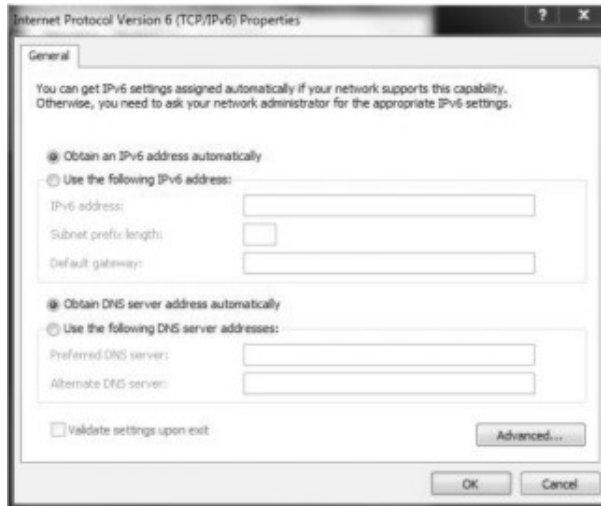 Internet Protocol Version 6 (TCP/IPv6) Properties
? X
General
You can get IPv6 settings assigned automatically if your network supports this capability.
Otherwise, you need to ask your network administrator for the appropriate IPv6 settings.
Obtain an IPv6 address automatically
Use the following IPv6 address:
IPv6 address:
Subnet prefix length:
Default gateway:
Obtain DNS server address automatically
Use the following DNS server addresses:
Preferred DNS server:
Alternate DNS server:
Validate settings upon exit
Advanced...
OK Cancel